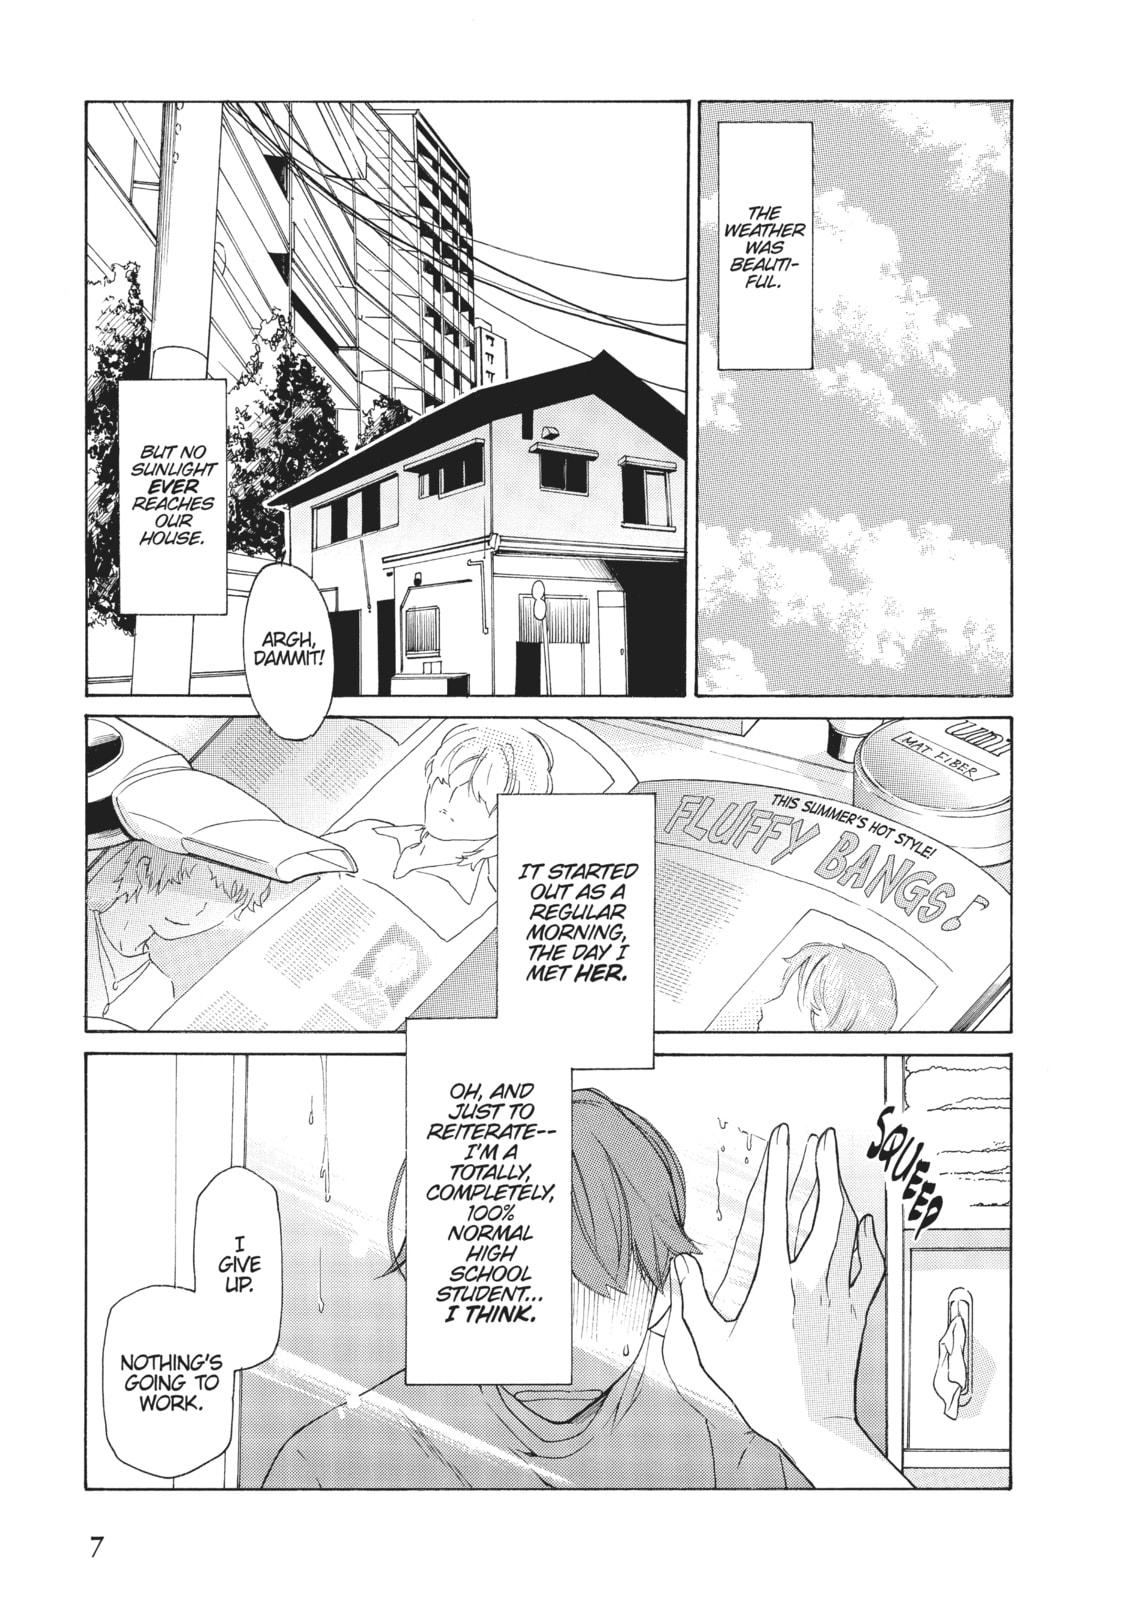 THE
WEATHER
WAS
BEAUTI-
FUL.
BUT NO
SUNLIGHT
EVER
REACHES
OUR
HOUSE.
ARGH,
DAMMIT!
Umi
MAT FIBER
THIS SUMMER'S HOT STYLE!
FLUFFY BANGS♪
IT STARTED
OUT AS A
REGULAR
MORNING,
THE DAY I
MET HER.
OH, AND
JUST TO
REITERATE--
I'M A
TOTALLY,
COMPLETELY,
100%
NORMAL
HIGH
SCHOOL
STUDENT...
I THINK.
SQUEEP
I
GIVE
UP.
NOTHING'S
GOING TO
WORK.
7